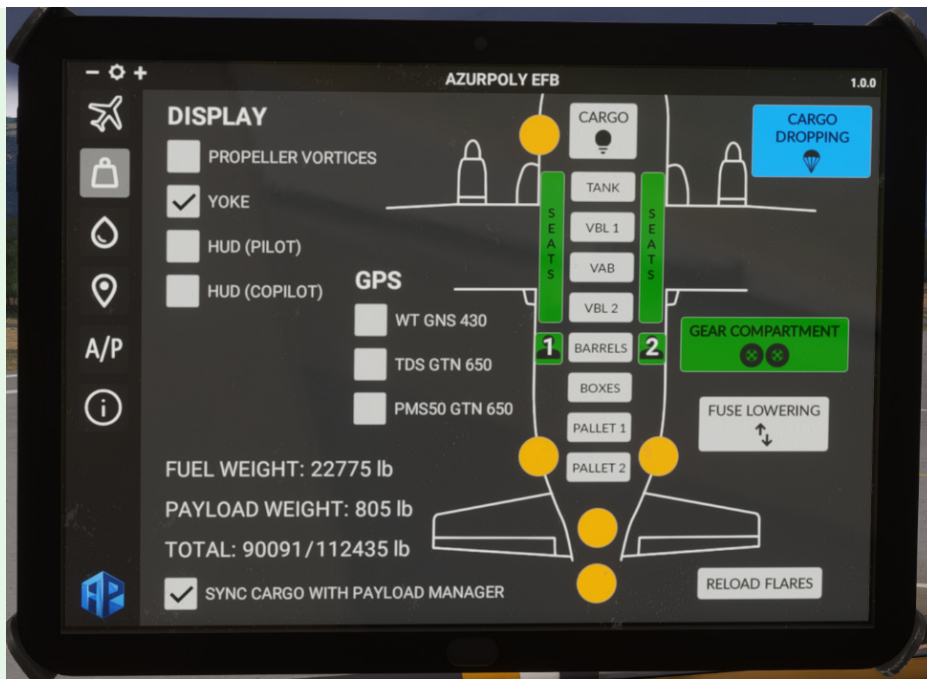 AZURPOLY EFB
1.0.0
A/P
DISPLAY
PROPELLER VORTICES
YOKE
HUD (PILOT)
HUD (COPILOT)
GPS
WT GNS 430
TDS GTN 650
PMS50 GTN 650
FUEL WEIGHT: 22775 lb
PAYLOAD WEIGHT: 805 lb
TOTAL: 90091/112435 lb
SYNC CARGO WITH PAYLOAD MANAGER
CARGO
TANK
VBL 1
VAB
VBL 2
BARRELS
BOXES
PALLET 1
PALLET 2
SEATS
SEATS
1
2
CARGO
DROPPING
GEAR COMPARTMENT
FUSE LOWERING
RELOAD FLARES
AP